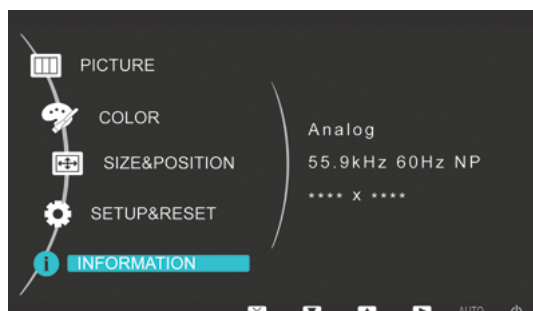 PICTURE
COLOR
SIZE&POSITION
SETUP&RESET
INFORMATION
Analog
55.9kHz 60Hz NP
**** X ****
AUTO